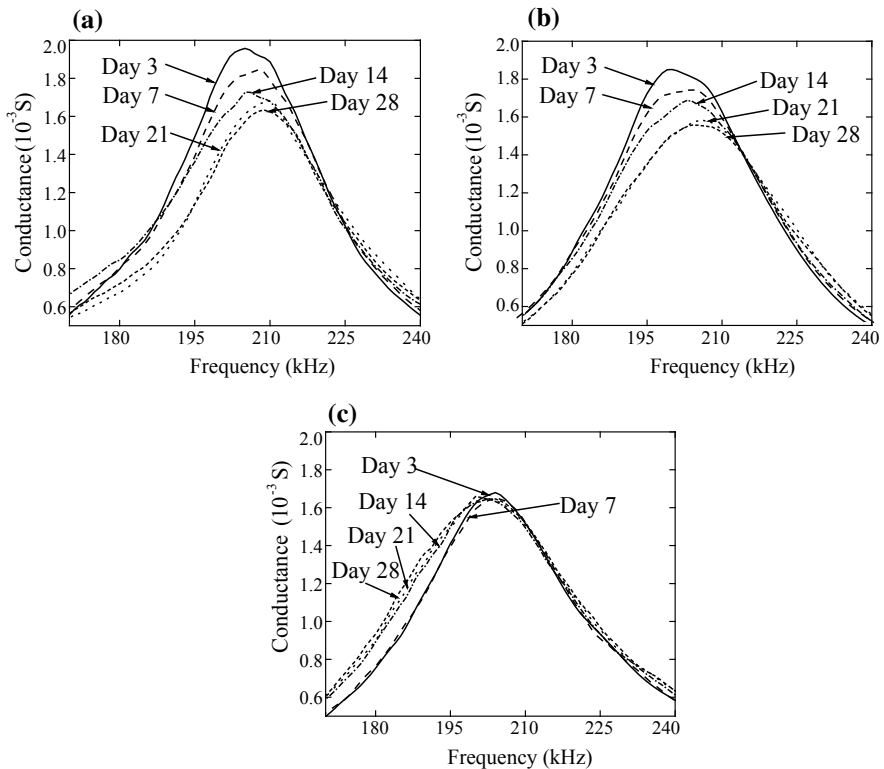 (a)
2.0
1.8
1.6
1.4
1.2
1.0
0.8
0.6
Conductance (10⁻³S)
Day 3
Day 7
Day 14
Day 28
Day 21
180 195 210 225 240
Frequency (kHz)
(b)
2.0
1.8
1.6
1.4
1.2
1.0
0.8
0.6
Conductance (10⁻³S)
Day 3
Day 7
Day 14
Day 21
Day 28
180 195 210 225 240
Frequency (kHz)
(c)
2.0
1.8
1.6
1.4
1.2
1.0
0.8
0.6
Conductance (10⁻³S)
Day 3
Day 14
Day 7
Day 21
Day 28
180 195 210 225 240
Frequency (kHz)